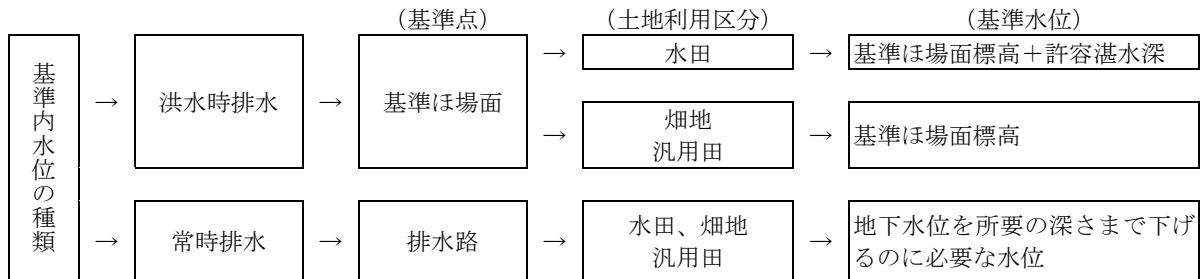 （基準点）　（土地利用区分）　（基準水位）
基準内水位の種類
→ 洪水時排水 → 基準ほ場面 → 水田 → 基準ほ場面標高＋許容湛水深
→ 畑地
汎用田 → 基準ほ場面標高
→ 常時排水 → 排水路 → 水田、畑地
汎用田 → 地下水位を所要の深さまで下げ
るのに必要な水位